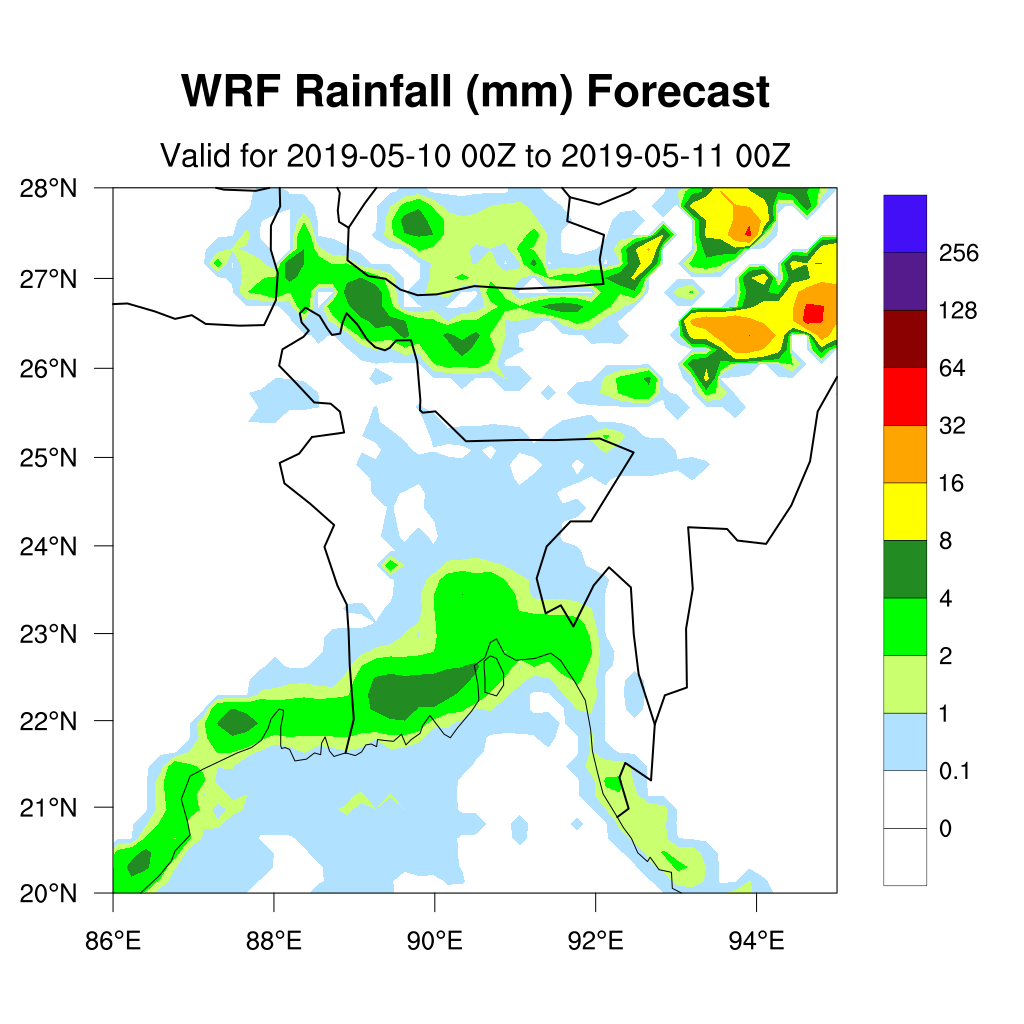 WRF Rainfall (mm) Forecast
Valid for 2019-05-10 00Z to 2019-05-11 00Z
28°N
27°N
26°N
25°N
24°N
23°N
22°N
21°N
20°N
86°E 88°E 90°E 92°E 94°E
256
128
64
32
16
8
4
2
1
0.1
0